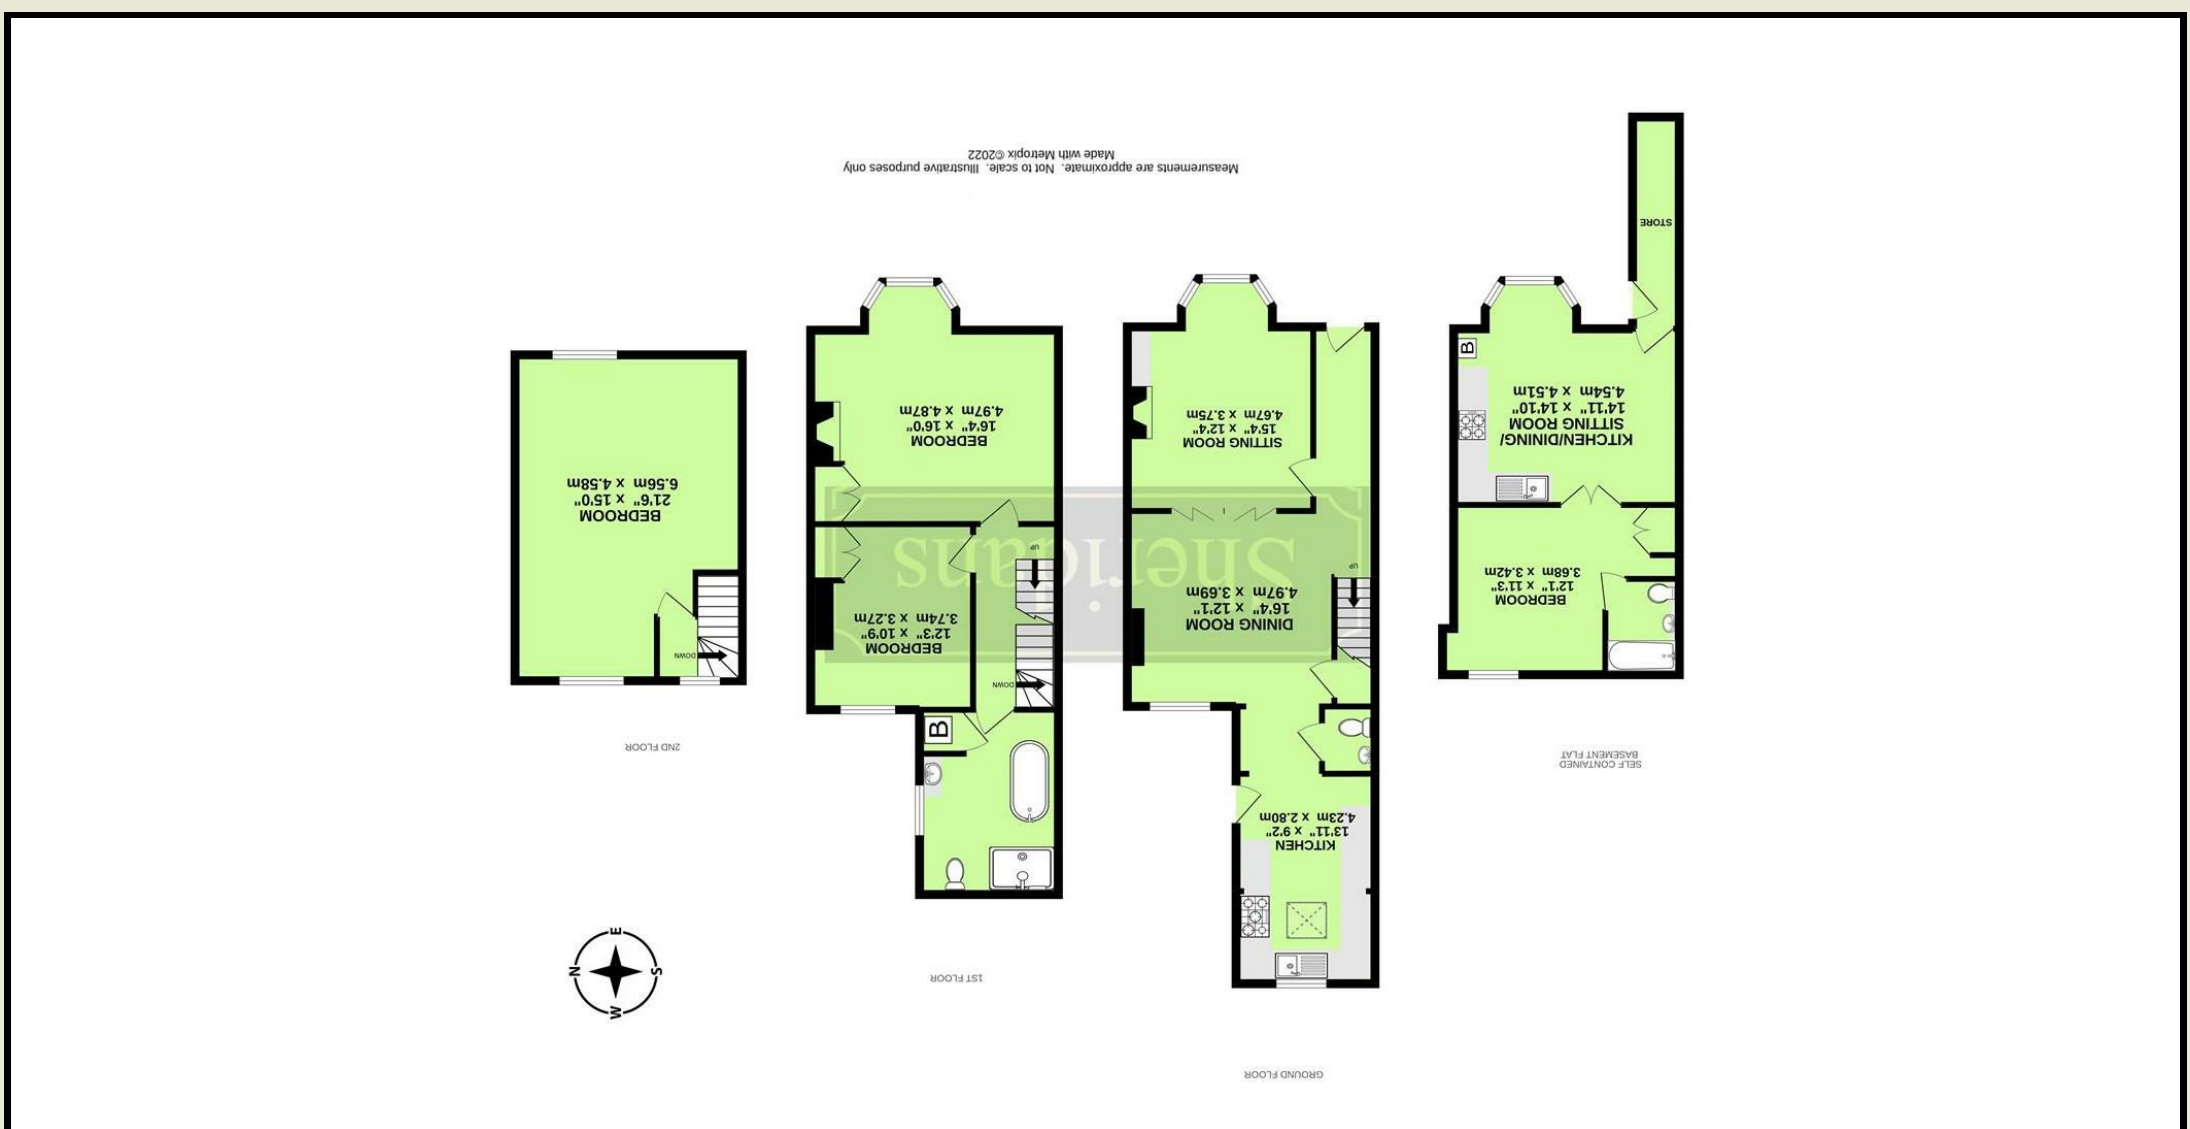 SELF CONTAINED
BASEMENT FLAT
BEDROOM
12'1" x 11'3"
3.68m x 3.42m
KITCHEN/DINING/
SITTING ROOM
14'11" x 14'10"
4.54m x 4.51m
B
STORE
GROUND FLOOR
KITCHEN
13'11" x 9'2"
4.23m x 2.80m
DINING ROOM
16'4" x 12'1"
4.97m x 3.69m
UP
SITTING ROOM
15'4" x 12'4"
4.67m x 3.75m
1ST FLOOR
B
DOWN
BEDROOM
12'3" x 10'9"
3.74m x 3.27m
UP
BEDROOM
16'4" x 16'0"
4.97m x 4.87m
2ND FLOOR
DOWN
BEDROOM
21'6" x 15'0"
6.56m x 4.58m
Sheridans
W
S
N
E
Measurements are approximate. Not to scale. Illustrative purposes only
Made with Metropix ©2022